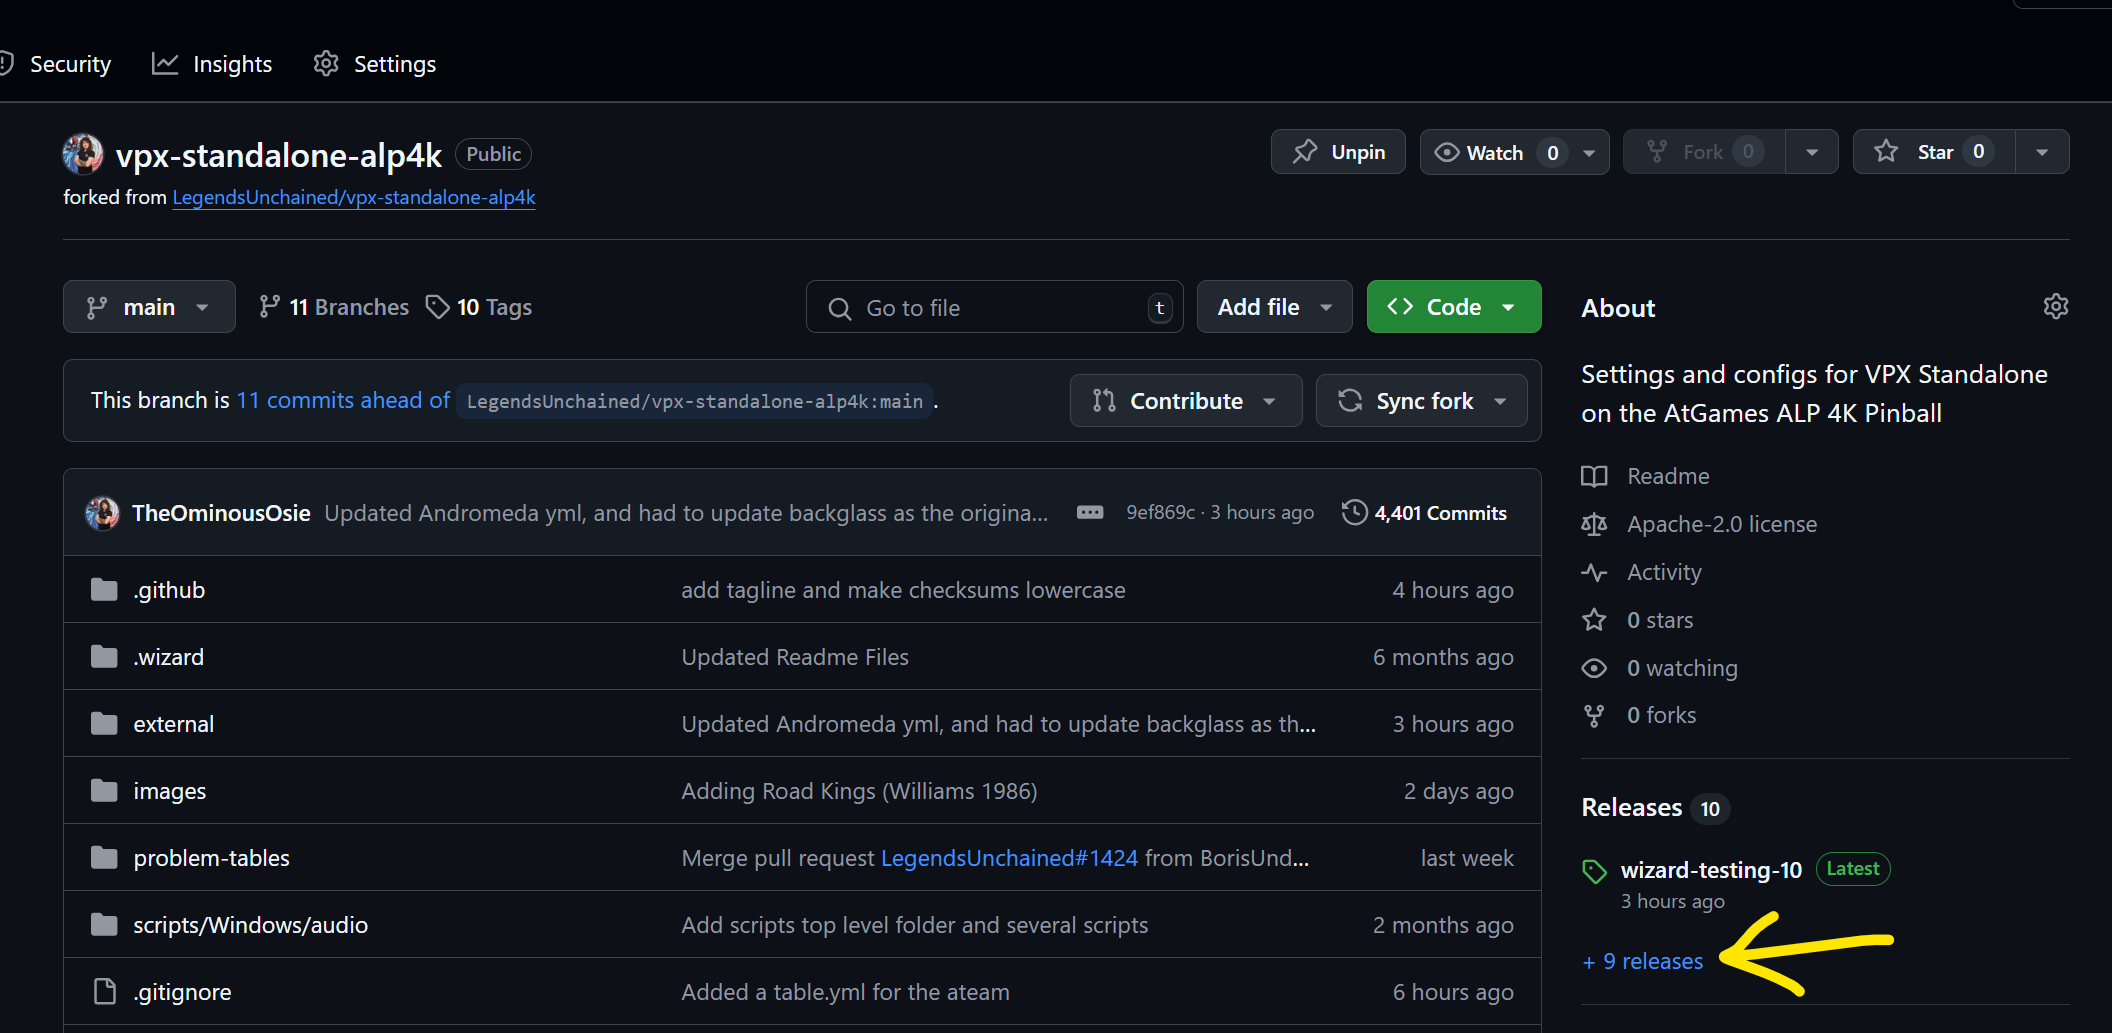 Security Insights Settings
vpx-standalone-alp4k Public
forked from LegendsUnchained/vpx-standalone-alp4k
Unpin Watch 0 Fork 0 Star 0
main 11 Branches 10 Tags
Go to file t Add file Code
This branch is 11 commits ahead of LegendsUnchained/vpx-standalone-alp4k:main .
Contribute Sync fork
TheOminousOsie Updated Andromeda yml, and had to update backglass as the origina... 9ef869c · 3 hours ago 4,401 Commits
.github add tagline and make checksums lowercase 4 hours ago
.wizard Updated Readme Files 6 months ago
external Updated Andromeda yml, and had to update backglass as th... 3 hours ago
images Adding Road Kings (Williams 1986) 2 days ago
problem-tables Merge pull request LegendsUnchained#1424 from BorisUnd... last week
scripts/Windows/audio Add scripts top level folder and several scripts 2 months ago
.gitignore Added a table.yml for the ateam 6 hours ago
About
Settings and configs for VPX Standalone
on the AtGames ALP 4K Pinball
Readme
Apache-2.0 license
Activity
0 stars
0 watching
0 forks
Releases 10
wizard-testing-10 Latest
3 hours ago
+ 9 releases